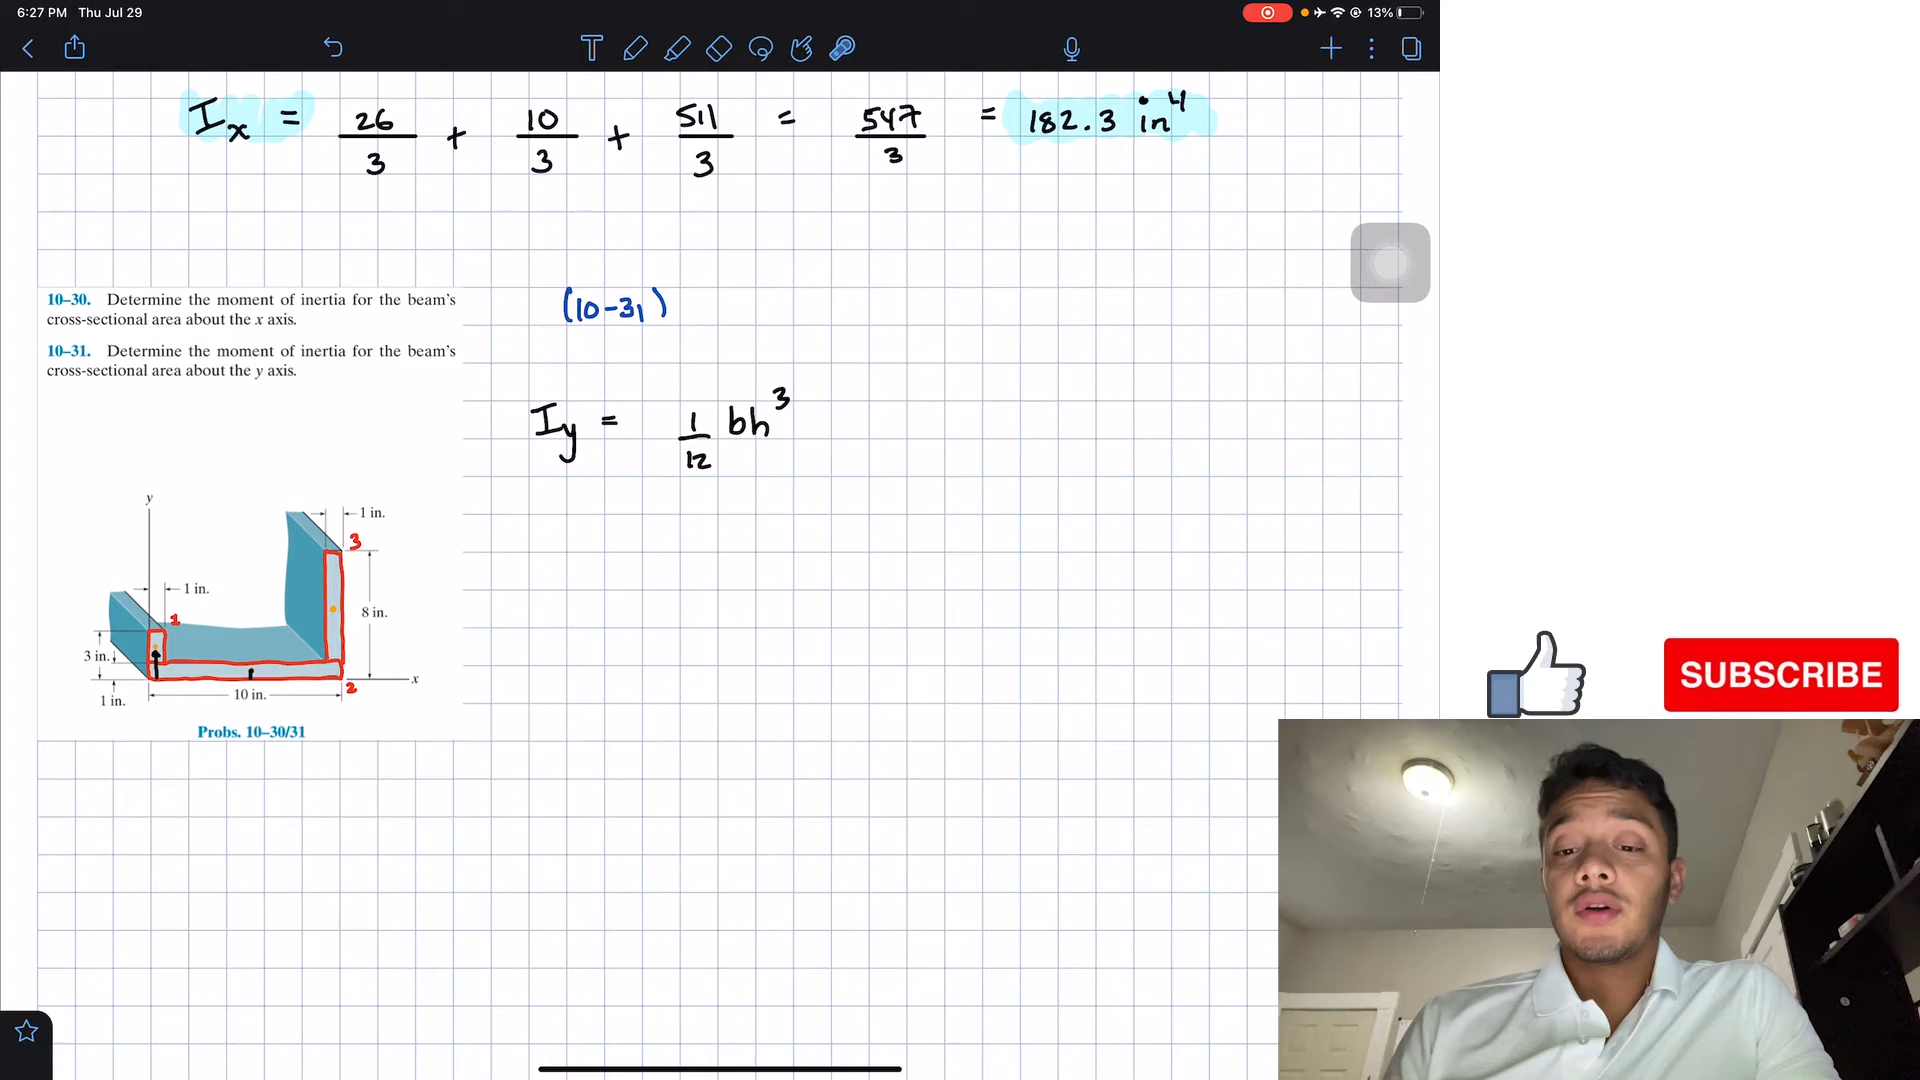 6:27 PM Thu Jul 29
13%
I_x = 26/3 + 10/3 + 511/3 = 547/3 = 182.3 in^4
10–30. Determine the moment of inertia for the beam's
cross-sectional area about the x axis.
10–31. Determine the moment of inertia for the beam's
cross-sectional area about the y axis.
(10-31)
I_y = 1/12 bh^3
y
1 in.
3
1 in.
1
8 in.
3 in.
x
2
10 in.
1 in.
Probs. 10–30/31
SUBSCRIBE